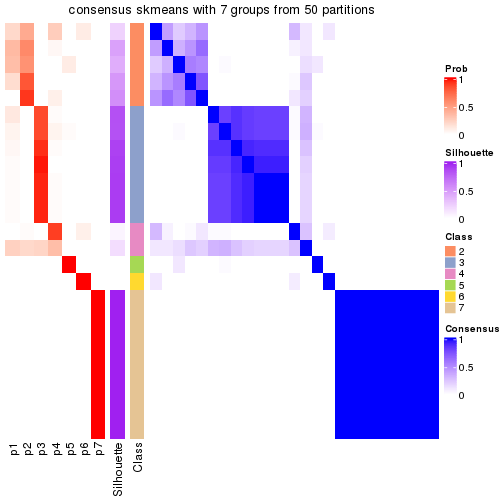 consensus skmeans with 7 groups from 50 partitions
Prob
1
0.5
0
Silhouette
1
0.5
0
Class
2
3
4
5
6
7
Consensus
1
0.5
0
p1
p2
p3
p4
p5
p6
p7
Silhouette
Class